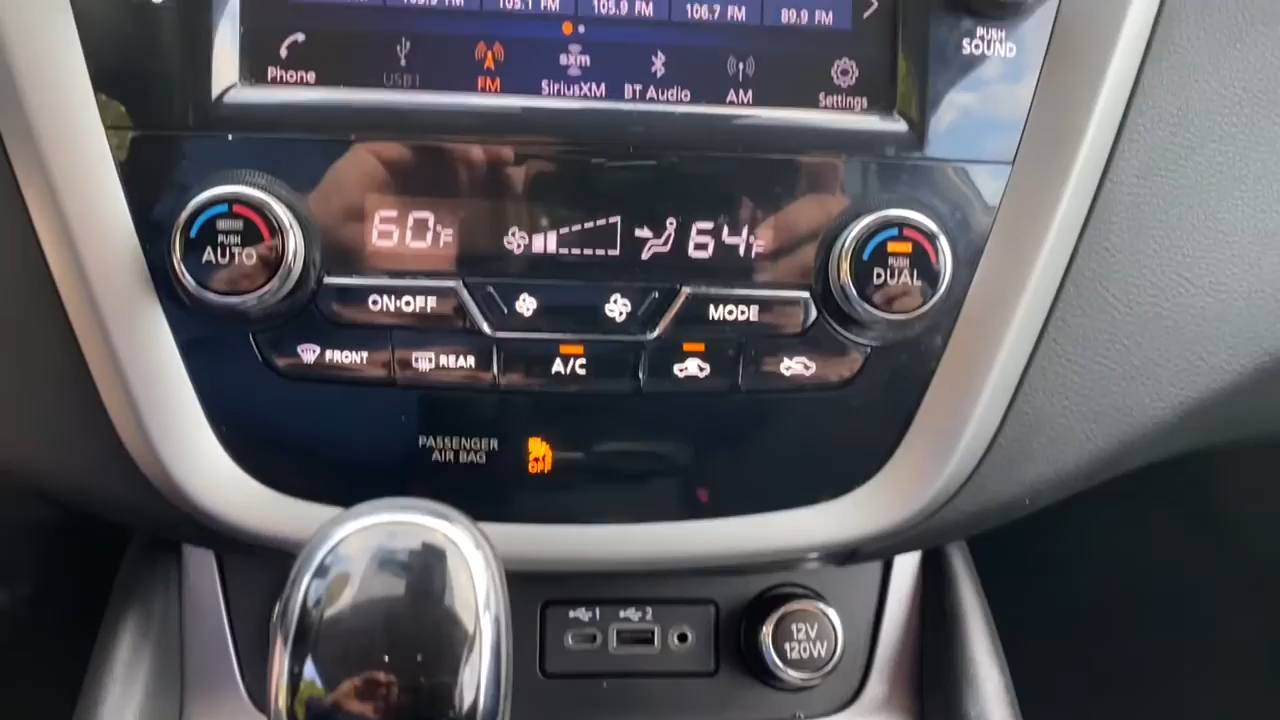 105.1 FM
105.9 FM
106.7 FM
89.9 FM
Phone
USB1
FM
sxm
SiriusXM
BT Audio
AM
Settings
PUSH
SOUND
PUSH
AUTO
60°F
64°F
PUSH
DUAL
ON·OFF
MODE
FRONT
REAR
A/C
PASSENGER
AIR BAG
OFF
1
2
12V
120W